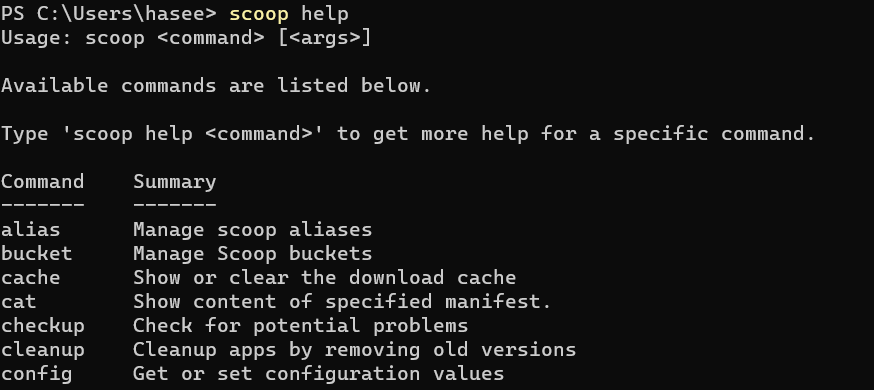 PS C:\Users\hasee> scoop help
Usage: scoop <command> [<args>]
Available commands are listed below.
Type 'scoop help <command>' to get more help for a specific command.
Command    Summary
-------    -------
alias      Manage scoop aliases
bucket     Manage Scoop buckets
cache      Show or clear the download cache
cat        Show content of specified manifest.
checkup    Check for potential problems
cleanup    Cleanup apps by removing old versions
config     Get or set configuration values